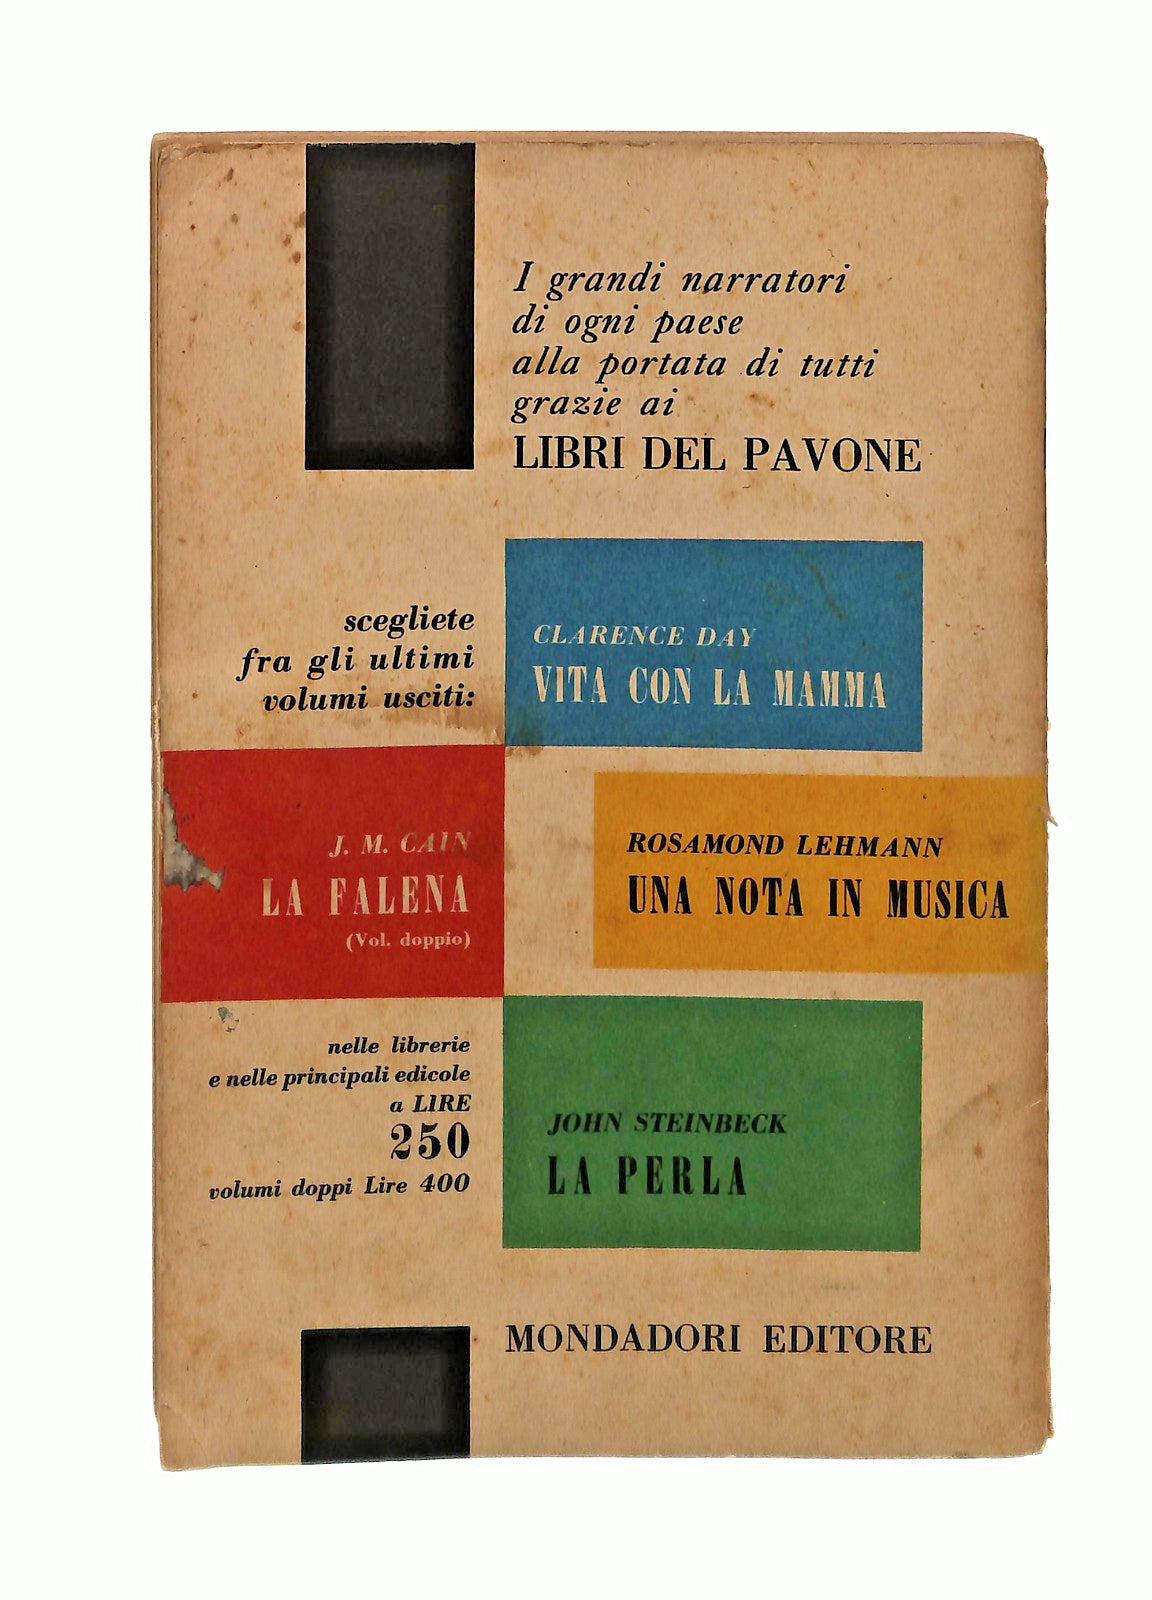 I grandi narratori
di ogni paese
alla portata di tutti
grazie ai
LIBRI DEL PAVONE
scegliete
fra gli ultimi
volumi usciti:
CLARENCE DAY
VITA CON LA MAMMA
J. M. CAIN
LA FALENA
(Vol. doppio)
ROSAMOND LEHMANN
UNA NOTA IN MUSICA
nelle librerie
e nelle principali edicole
a LIRE
250
volumi doppi Lire 400
JOHN STEINBECK
LA PERLA
MONDADORI EDITORE